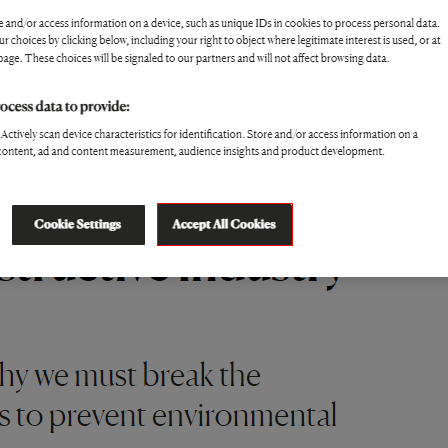 and/or access information on a device, such as unique IDs in cookies to process personal data.
choices by clicking below, including your right to object where legitimate interest is used, or at
page. These choices will be signaled to our partners and will not affect browsing data.
ocess data to provide:
Actively scan device characteristics for identification. Store and/or access information on a
content, ad and content measurement, audience insights and product development.
Cookie Settings
Accept All Cookies
structive industry
hy we must break the
s to prevent environmental